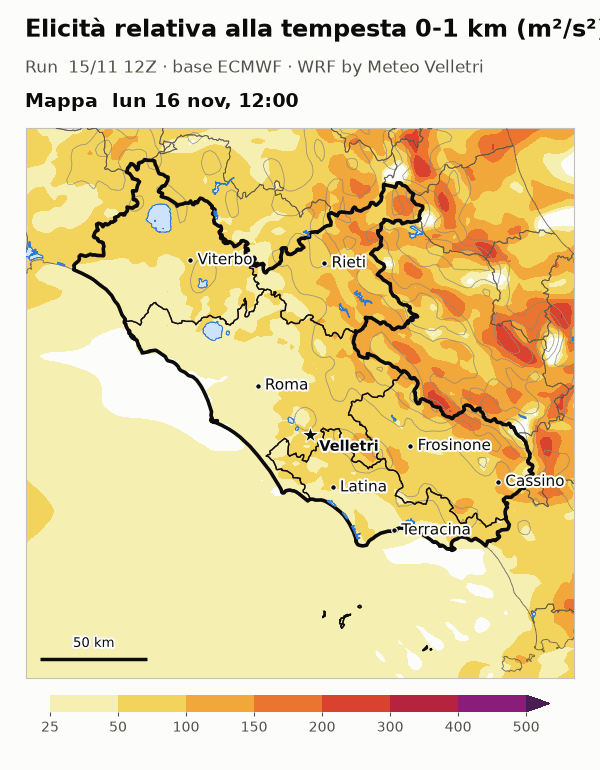 Elicità relativa alla tempesta 0-1 km (m²/s²)
Run 15/11 12Z · base ECMWF · WRF by Meteo Velletri
Mappa lun 16 nov, 12:00
Viterbo
Rieti
Roma
Velletri
Frosinone
Cassino
Latina
Terracina
50 km
25 50 100 150 200 300 400 500